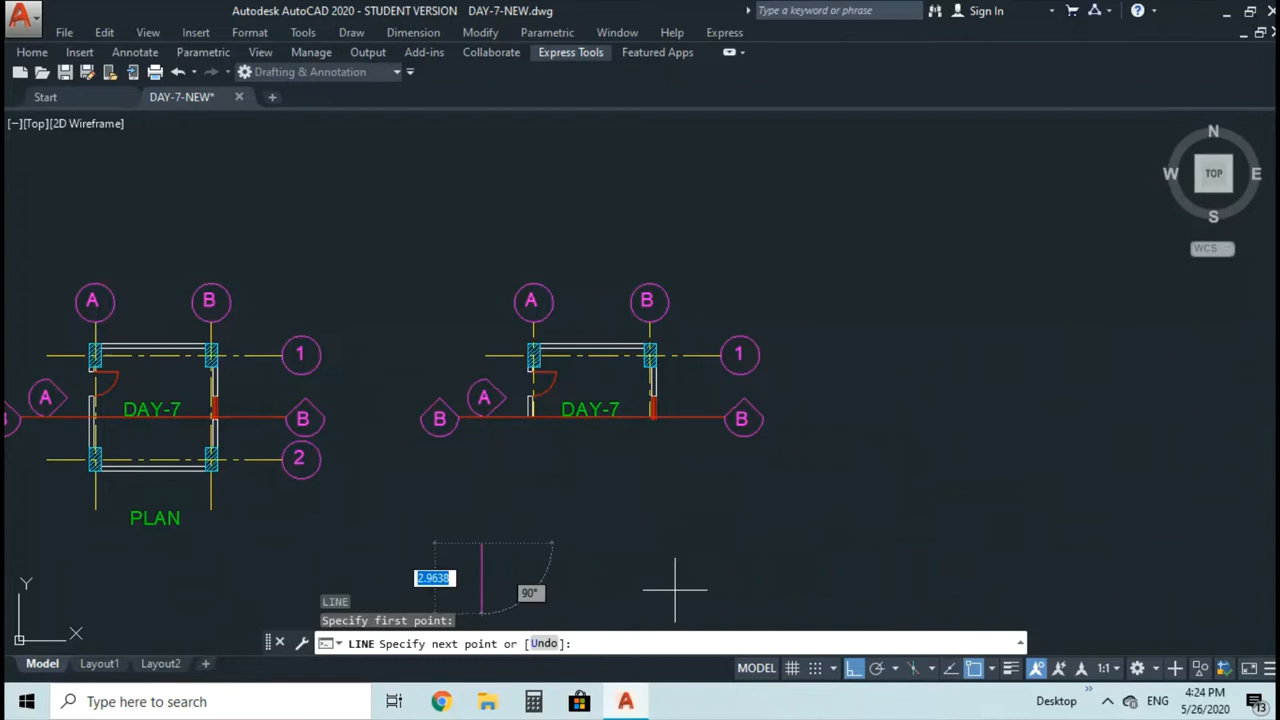 Autodesk AutoCAD 2020 - STUDENT VERSION DAY-7-NEW.dwg
Type a keyword or phrase
Sign In
File Edit View Insert Format Tools Draw Dimension Modify Parametric Window Help Express
Home Insert Annotate Parametric View Manage Output Add-ins Collaborate Express Tools Featured Apps
Drafting & Annotation
Start DAY-7-NEW*
[−][Top][2D Wireframe]
N
W TOP E
S
WCS
A B A B
1 1
A A
DAY-7 DAY-7
B B B B
2
PLAN
2.9638
90°
Y
X
LINE
Specify first point:
LINE Specify next point or [Undo]:
Model Layout1 Layout2 +
MODEL 1:1
Type here to search
Desktop
ENG
4:24 PM
5/26/2020
13